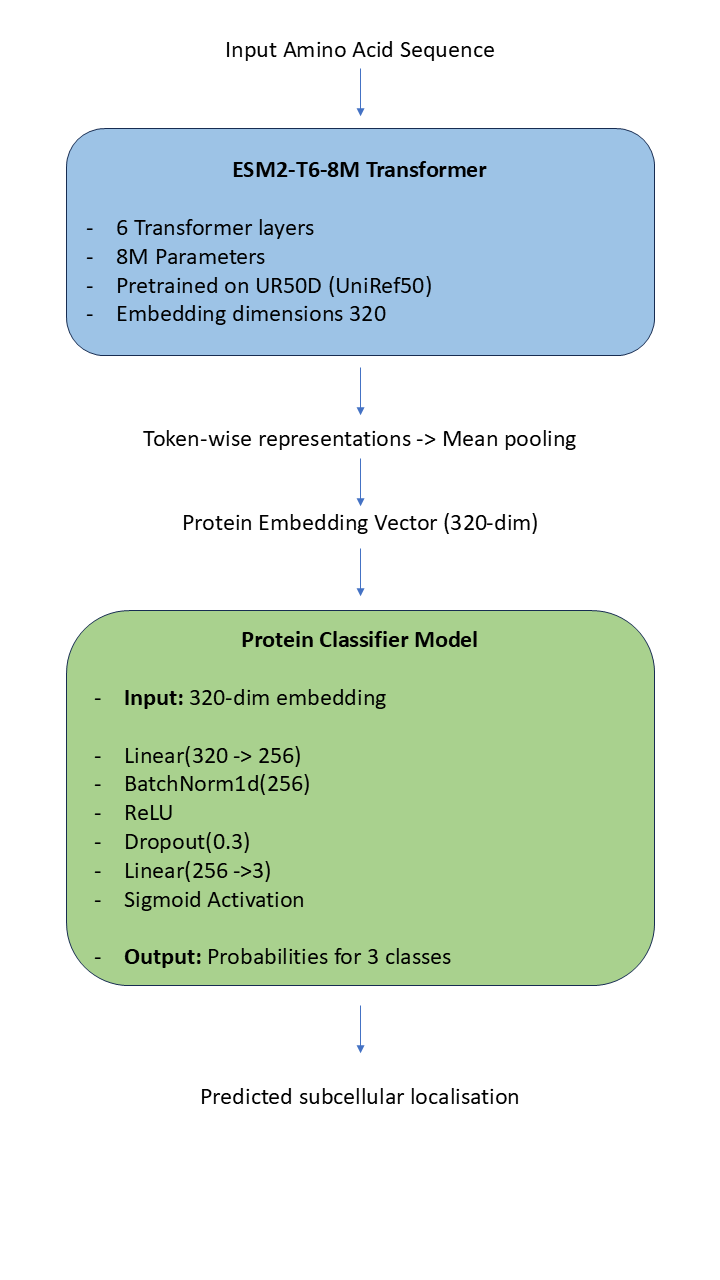 Input Amino Acid Sequence
ESM2-T6-8M Transformer
- 6 Transformer layers
- 8M Parameters
- Pretrained on UR50D (UniRef50)
- Embedding dimensions 320
Token-wise representations -> Mean pooling
Protein Embedding Vector (320-dim)
Protein Classifier Model
- Input: 320-dim embedding
- Linear(320 -> 256)
- BatchNorm1d(256)
- ReLU
- Dropout(0.3)
- Linear(256 ->3)
- Sigmoid Activation
- Output: Probabilities for 3 classes
Predicted subcellular localisation